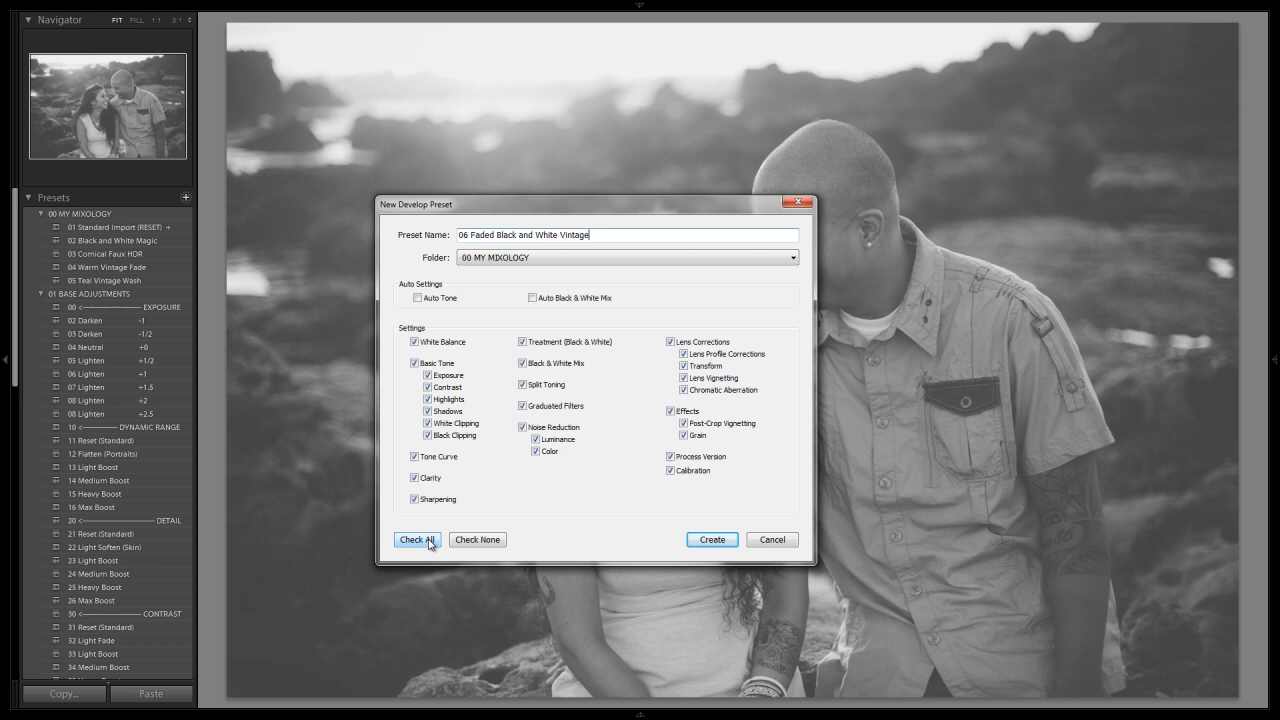 Navigator FIT FILL 1:1 3:1
Presets +
00 MY MIXOLOGY
01 Standard Import (RESET) +
02 Black and White Magic
03 Comical Faux HDR
04 Warm Vintage Fade
05 Teal Vintage Wash
01 BASE ADJUSTMENTS
00 <-------------------- EXPOSURE
02 Darken -1
03 Darken -1/2
04 Neutral +0
05 Lighten +1/2
06 Lighten +1
07 Lighten +1.5
08 Lighten +2
08 Lighten +2.5
10 <------------ DYNAMIC RANGE
11 Reset (Standard)
12 Flatten (Portraits)
13 Light Boost
14 Medium Boost
15 Heavy Boost
16 Max Boost
20 <------------------------ DETAIL
21 Reset (Standard)
22 Light Soften (Skin)
23 Light Boost
24 Medium Boost
25 Heavy Boost
26 Max Boost
30 <-------------------- CONTRAST
31 Reset (Standard)
32 Light Fade
33 Light Boost
34 Medium Boost
Copy... Paste
New Develop Preset
Preset Name: 06 Faded Black and White Vintage
Folder: 00 MY MIXOLOGY
Auto Settings
Auto Tone Auto Black & White Mix
Settings
White Balance
Basic Tone
Exposure
Contrast
Highlights
Shadows
White Clipping
Black Clipping
Tone Curve
Clarity
Sharpening
Treatment (Black & White)
Black & White Mix
Split Toning
Graduated Filters
Noise Reduction
Luminance
Color
Lens Corrections
Lens Profile Corrections
Transform
Lens Vignetting
Chromatic Aberration
Effects
Post-Crop Vignetting
Grain
Process Version
Calibration
Check All Check None Create Cancel